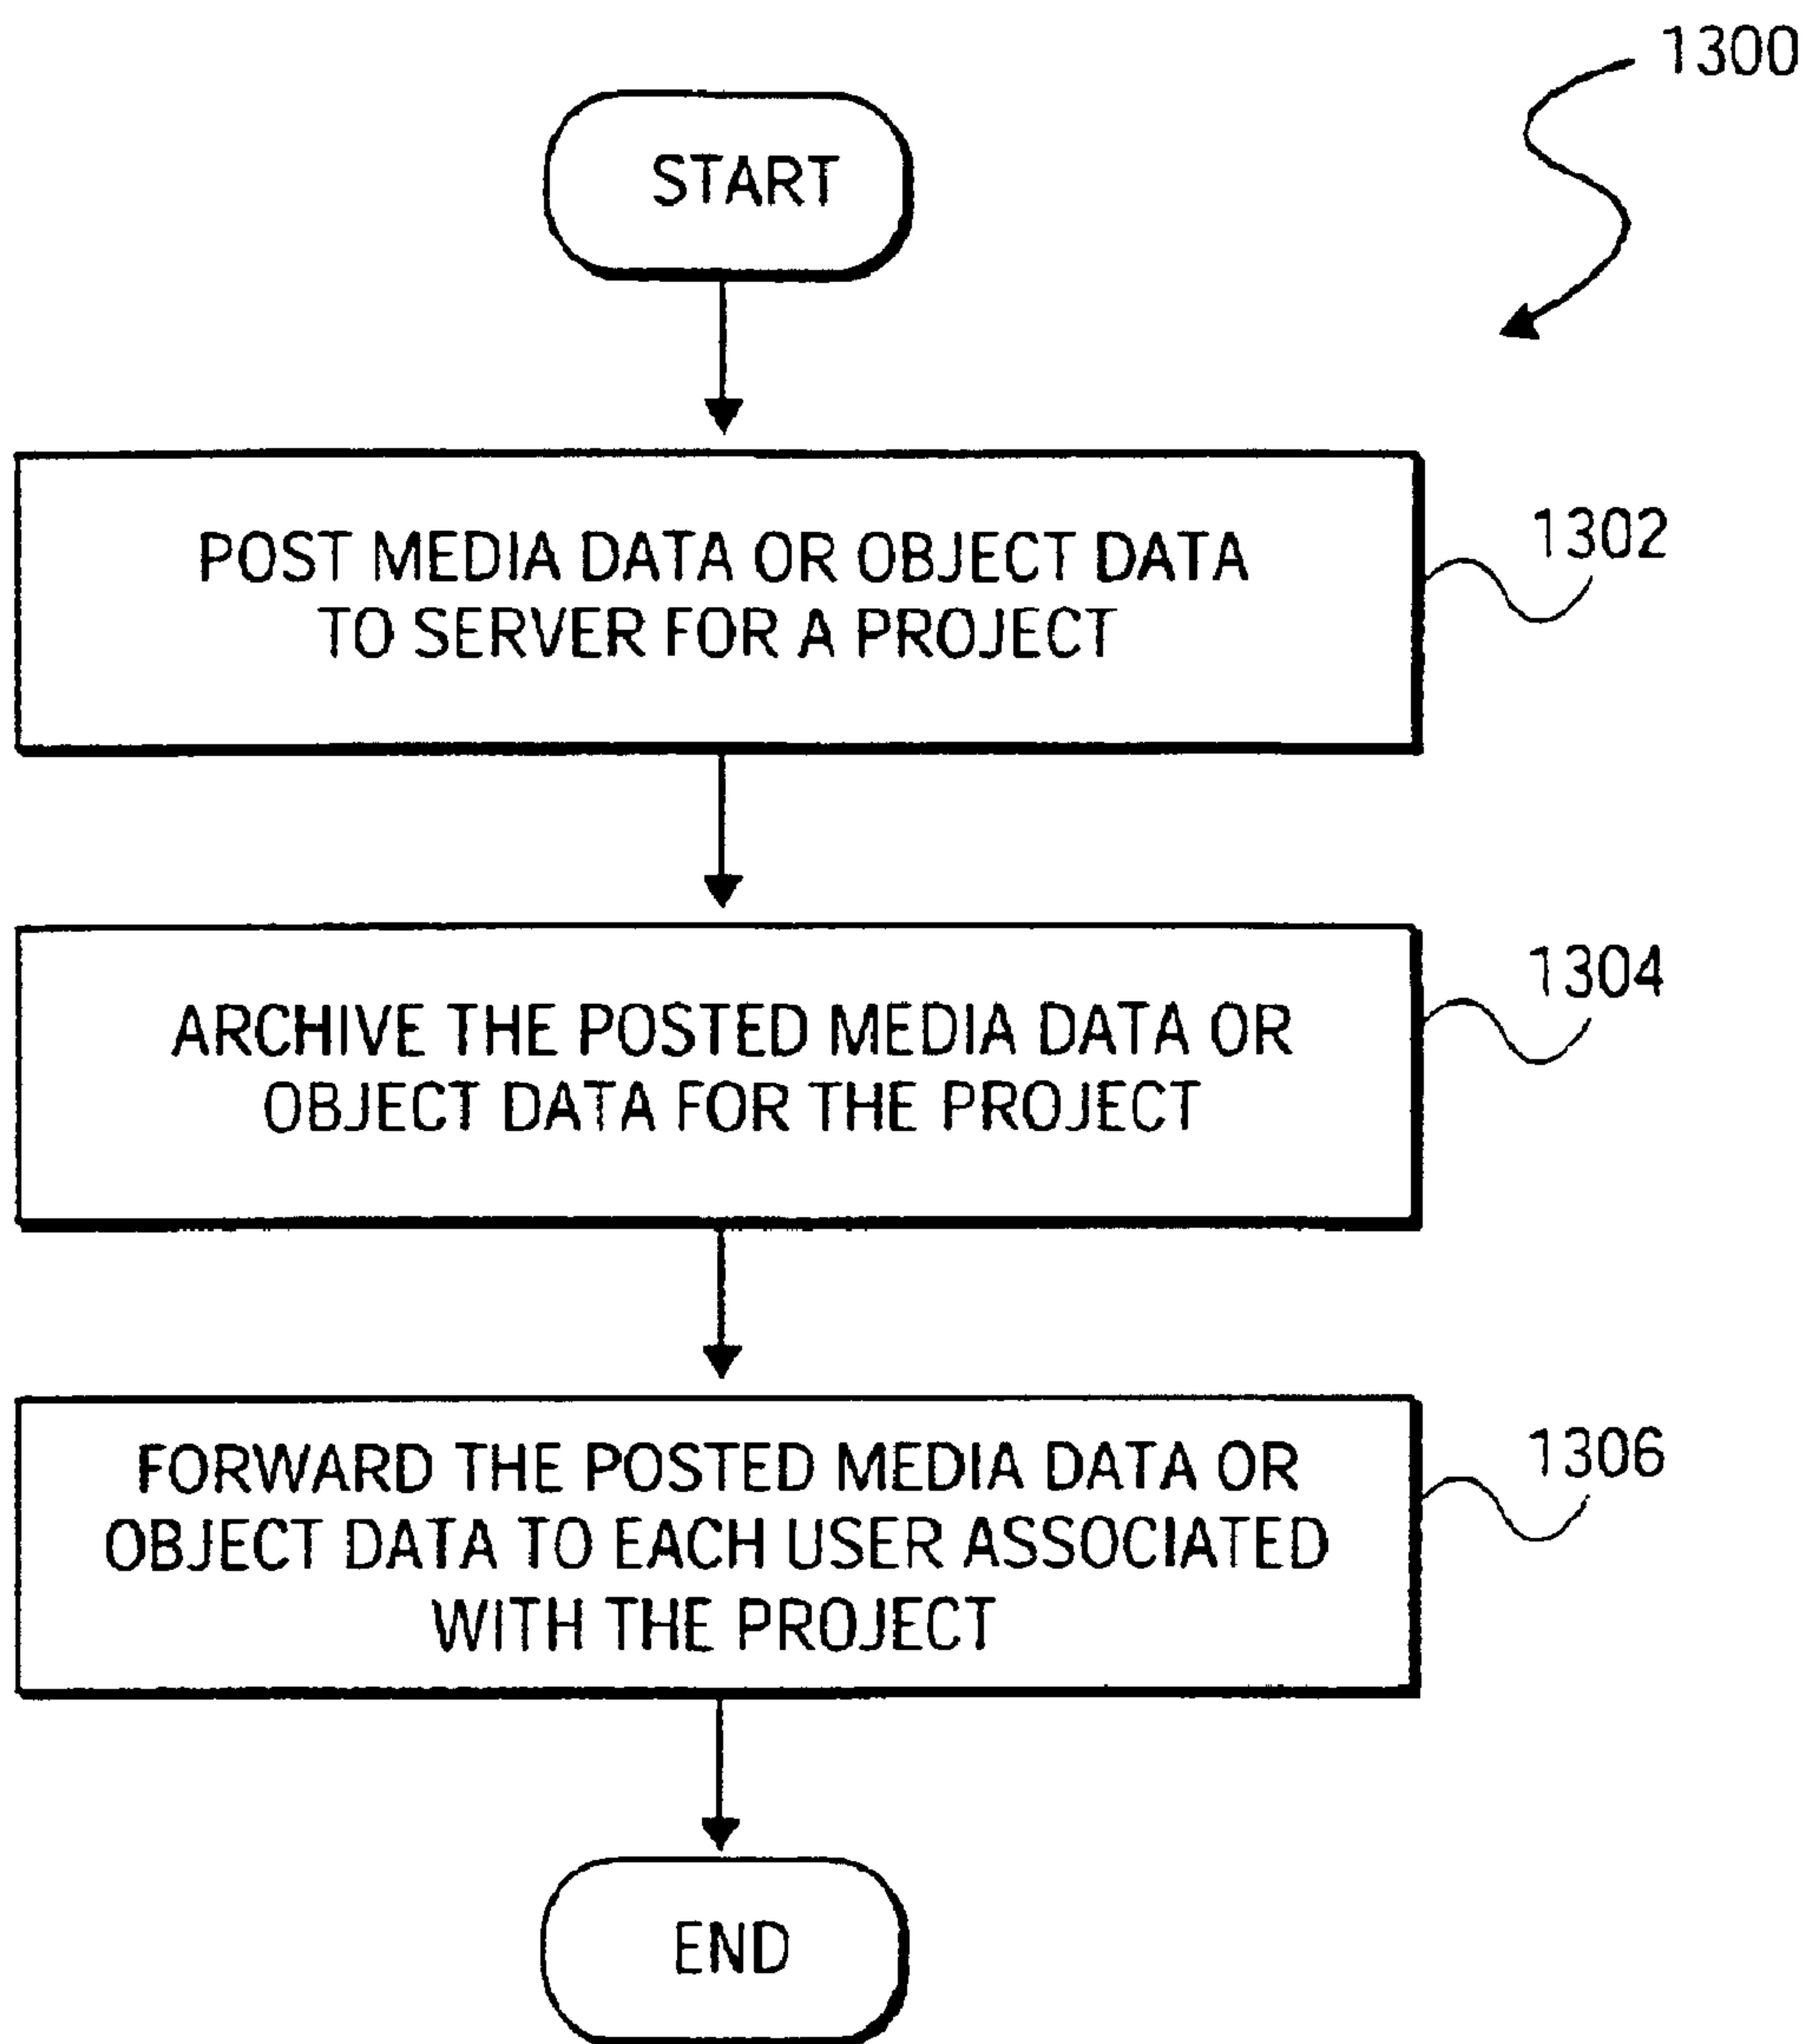 1300
START
POST MEDIA DATA OR OBJECT DATA
TO SERVER FOR A PROJECT
1302
ARCHIVE THE POSTED MEDIA DATA OR
OBJECT DATA FOR THE PROJECT
1304
FORWARD THE POSTED MEDIA DATA OR
OBJECT DATA TO EACH USER ASSOCIATED
WITH THE PROJECT
1306
END